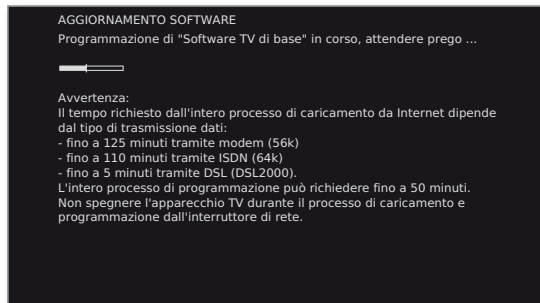 AGGIORNAMENTO SOFTWARE
Programmazione di "Software TV di base" in corso, attendere prego ...
Avvertenza:
Il tempo richiesto dall'intero processo di caricamento da Internet dipende
dal tipo di trasmissione dati:
- fino a 125 minuti tramite modem (56k)
- fino a 110 minuti tramite ISDN (64k)
- fino a 5 minuti tramite DSL (DSL2000).
L'intero processo di programmazione può richiedere fino a 50 minuti.
Non spegnere l'apparecchio TV durante il processo di caricamento e
programmazione dall'interruttore di rete.